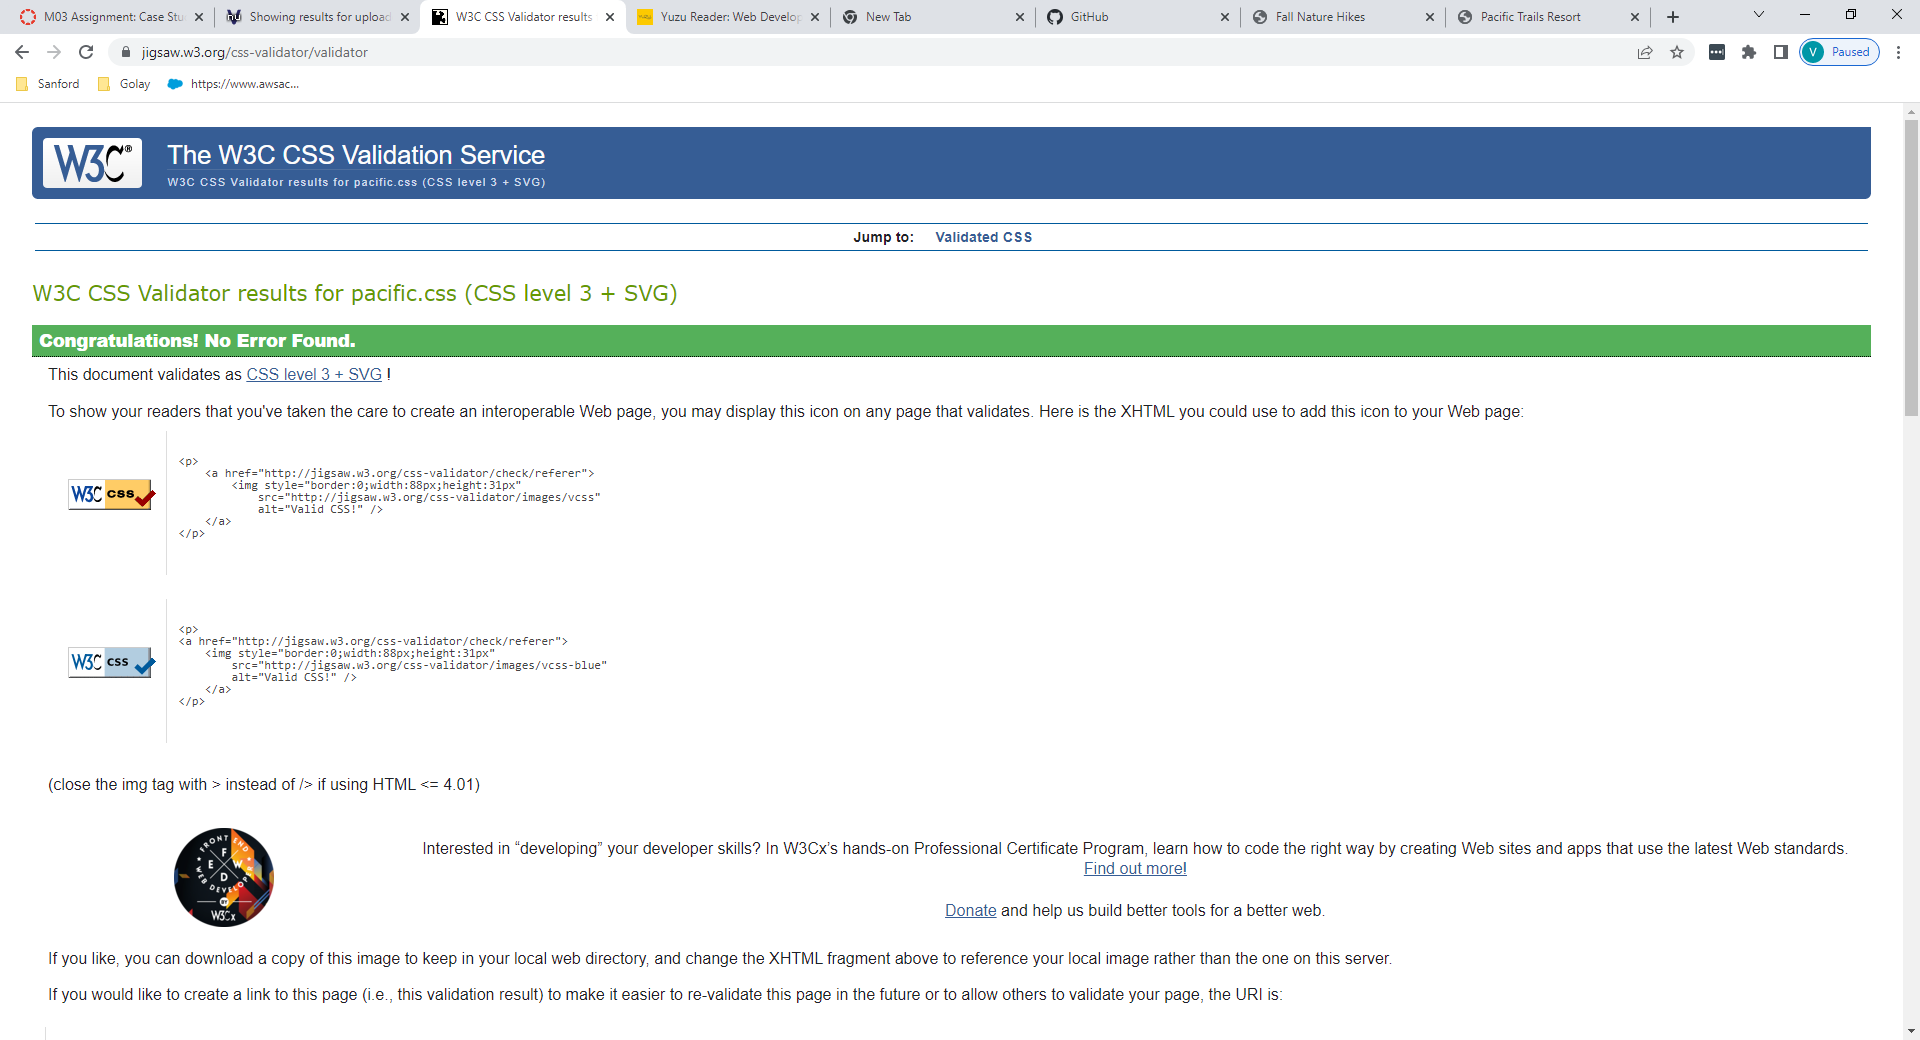 M03 Assignment: Case Stu
Showing results for upload
W3C CSS Validator results
Yuzu Reader: Web Develop
New Tab
GitHub
Fall Nature Hikes
Pacific Trails Resort
jigsaw.w3.org/css-validator/validator
V Paused
Sanford
Golay
https://www.awsac...
W3C®
The W3C CSS Validation Service
W3C CSS Validator results for pacific.css (CSS level 3 + SVG)
Jump to: Validated CSS
W3C CSS Validator results for pacific.css (CSS level 3 + SVG)
Congratulations! No Error Found.
This document validates as CSS level 3 + SVG !
To show your readers that you've taken the care to create an interoperable Web page, you may display this icon on any page that validates. Here is the XHTML you could use to add this icon to your Web page:
W3C css
<p>
<a href="http://jigsaw.w3.org/css-validator/check/referer">
<img style="border:0;width:88px;height:31px"
src="http://jigsaw.w3.org/css-validator/images/vcss"
alt="Valid CSS!" />
</a>
</p>
W3C css
<p>
<a href="http://jigsaw.w3.org/css-validator/check/referer">
<img style="border:0;width:88px;height:31px"
src="http://jigsaw.w3.org/css-validator/images/vcss-blue"
alt="Valid CSS!" />
</a>
</p>
(close the img tag with > instead of /> if using HTML <= 4.01)
FRONT END
F
E W
D
WEB DEVELOPER
BY
W3Cx
Interested in “developing” your developer skills? In W3Cx’s hands-on Professional Certificate Program, learn how to code the right way by creating Web sites and apps that use the latest Web standards.
Find out more!
Donate and help us build better tools for a better web.
If you like, you can download a copy of this image to keep in your local web directory, and change the XHTML fragment above to reference your local image rather than the one on this server.
If you would like to create a link to this page (i.e., this validation result) to make it easier to re-validate this page in the future or to allow others to validate your page, the URI is: